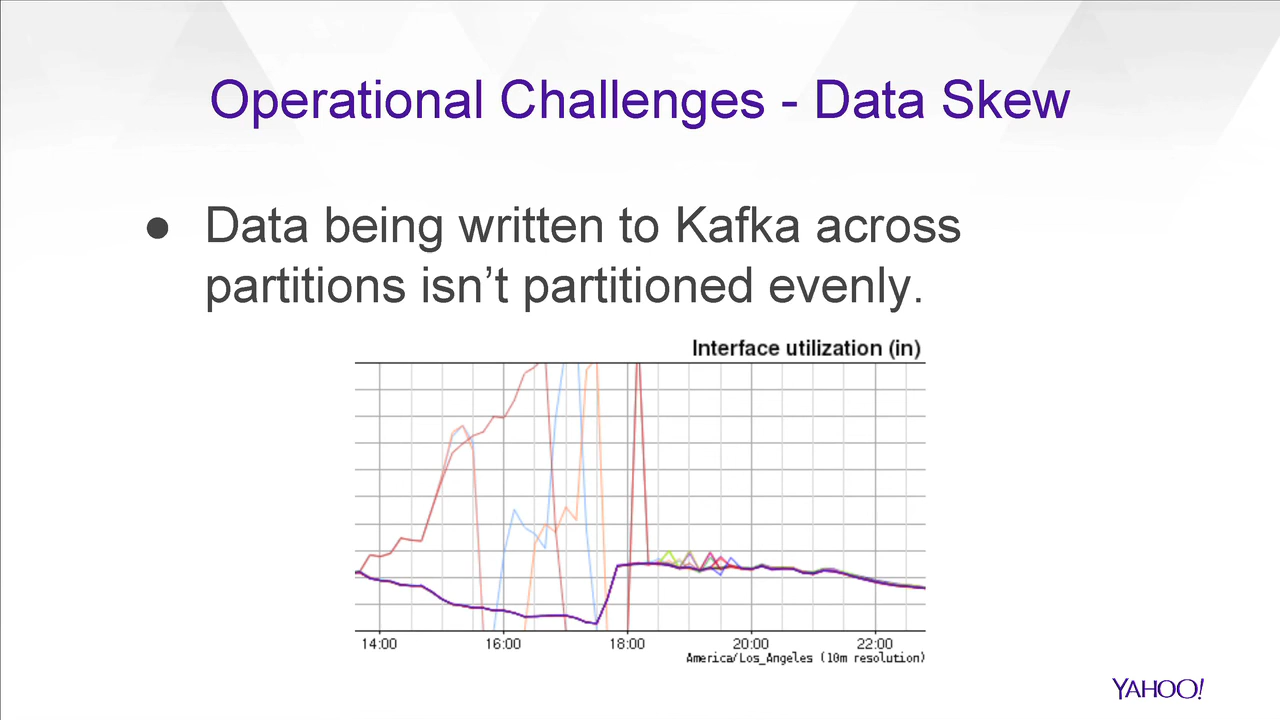 Operational Challenges - Data Skew
● Data being written to Kafka across
partitions isn’t partitioned evenly.
Interface utilization (in)
14:00 16:00 18:00 20:00 22:00
America/Los_Angeles (10m resolution)
YAHOO!